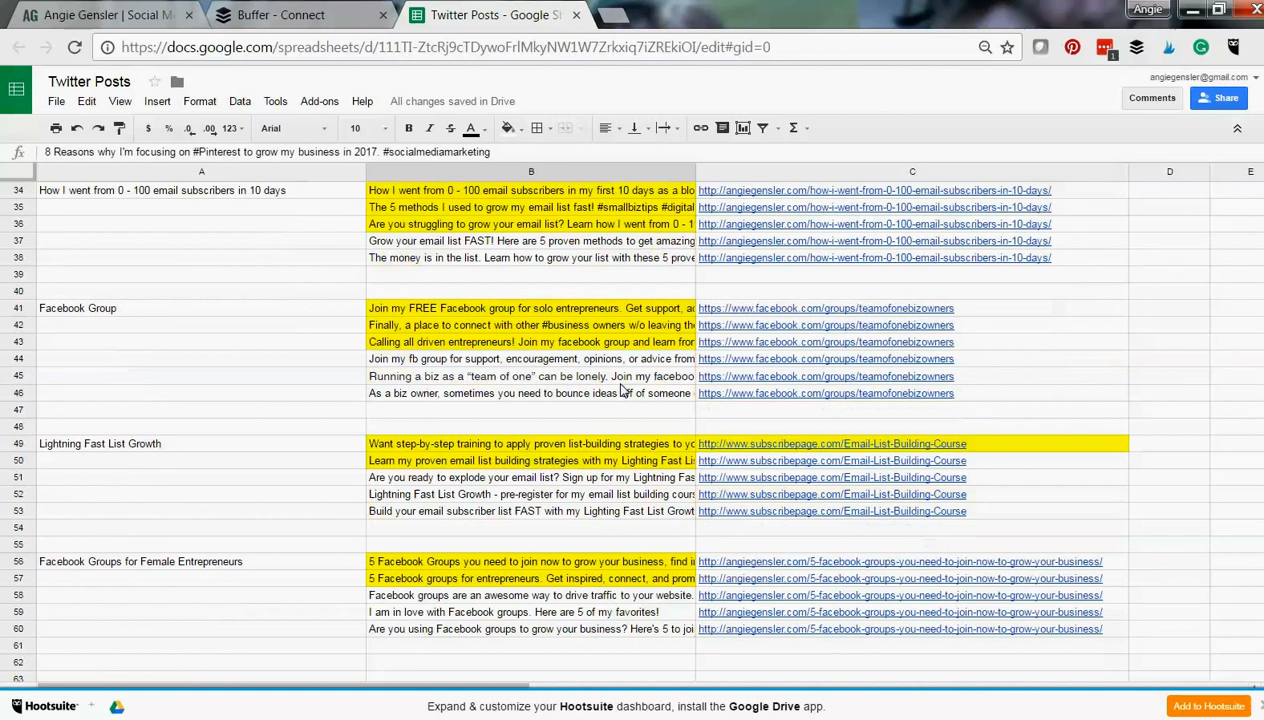 Angie Gensler | Social M
Buffer - Connect
Twitter Posts - Google S
Angie
https://docs.google.com/spreadsheets/d/111TI-ZtcRj9cTDywoFrlMkyNW1W7Zrkxiq7iZREkiOI/edit#gid=0
1
Twitter Posts
angiegensler@gmail.com
File Edit View Insert Format Data Tools Add-ons Help All changes saved in Drive
Comments
Share
$ % .0 .00 123 Arial 10 B I S A
fx 8 Reasons why I'm focusing on #Pinterest to grow my business in 2017. #socialmediamarketing
A B C D E
34 How I went from 0 - 100 email subscribers in 10 days How I went from 0 - 100 email subscribers in my first 10 days as a blo http://angiegensler.com/how-i-went-from-0-100-email-subscribers-in-10-days/
35 The 5 methods I used to grow my email list fast! #smallbiztips #digital http://angiegensler.com/how-i-went-from-0-100-email-subscribers-in-10-days/
36 Are you struggling to grow your email list? Learn how I went from 0 - 1 http://angiegensler.com/how-i-went-from-0-100-email-subscribers-in-10-days/
37 Grow your email list FAST! Here are 5 proven methods to get amazing http://angiegensler.com/how-i-went-from-0-100-email-subscribers-in-10-days/
38 The money is in the list. Learn how to grow your list with these 5 prove http://angiegensler.com/how-i-went-from-0-100-email-subscribers-in-10-days/
39
40
41 Facebook Group Join my FREE Facebook group for solo entrepreneurs. Get support, ad https://www.facebook.com/groups/teamofonebizowners
42 Finally, a place to connect with other #business owners w/o leaving the https://www.facebook.com/groups/teamofonebizowners
43 Calling all driven entrepreneurs! Join my facebook group and learn from https://www.facebook.com/groups/teamofonebizowners
44 Join my fb group for support, encouragement, opinions, or advice from https://www.facebook.com/groups/teamofonebizowners
45 Running a biz as a “team of one” can be lonely. Join my faceboo https://www.facebook.com/groups/teamofonebizowners
46 As a biz owner, sometimes you need to bounce ideas off of someone https://www.facebook.com/groups/teamofonebizowners
47
48
49 Lightning Fast List Growth Want step-by-step training to apply proven list-building strategies to yo http://www.subscribepage.com/Email-List-Building-Course
50 Learn my proven email list building strategies with my Lighting Fast Li http://www.subscribepage.com/Email-List-Building-Course
51 Are you ready to explode your email list? Sign up for my Lightning Fas http://www.subscribepage.com/Email-List-Building-Course
52 Lightning Fast List Growth - pre-register for my email list building cours http://www.subscribepage.com/Email-List-Building-Course
53 Build your email subscriber list FAST with my Lighting Fast List Growt http://www.subscribepage.com/Email-List-Building-Course
54
55
56 Facebook Groups for Female Entrepreneurs 5 Facebook Groups you need to join now to grow your business, find i http://angiegensler.com/5-facebook-groups-you-need-to-join-now-to-grow-your-business/
57 5 Facebook groups for entrepreneurs. Get inspired, connect, and prom http://angiegensler.com/5-facebook-groups-you-need-to-join-now-to-grow-your-business/
58 Facebook groups are an awesome way to drive traffic to your website. http://angiegensler.com/5-facebook-groups-you-need-to-join-now-to-grow-your-business/
59 I am in love with Facebook groups. Here are 5 of my favorites! http://angiegensler.com/5-facebook-groups-you-need-to-join-now-to-grow-your-business/
60 Are you using Facebook groups to grow your business? Here's 5 to joi http://angiegensler.com/5-facebook-groups-you-need-to-join-now-to-grow-your-business/
61
62
63
Hootsuite Expand & customize your Hootsuite dashboard, install the Google Drive app. Add to Hootsuite